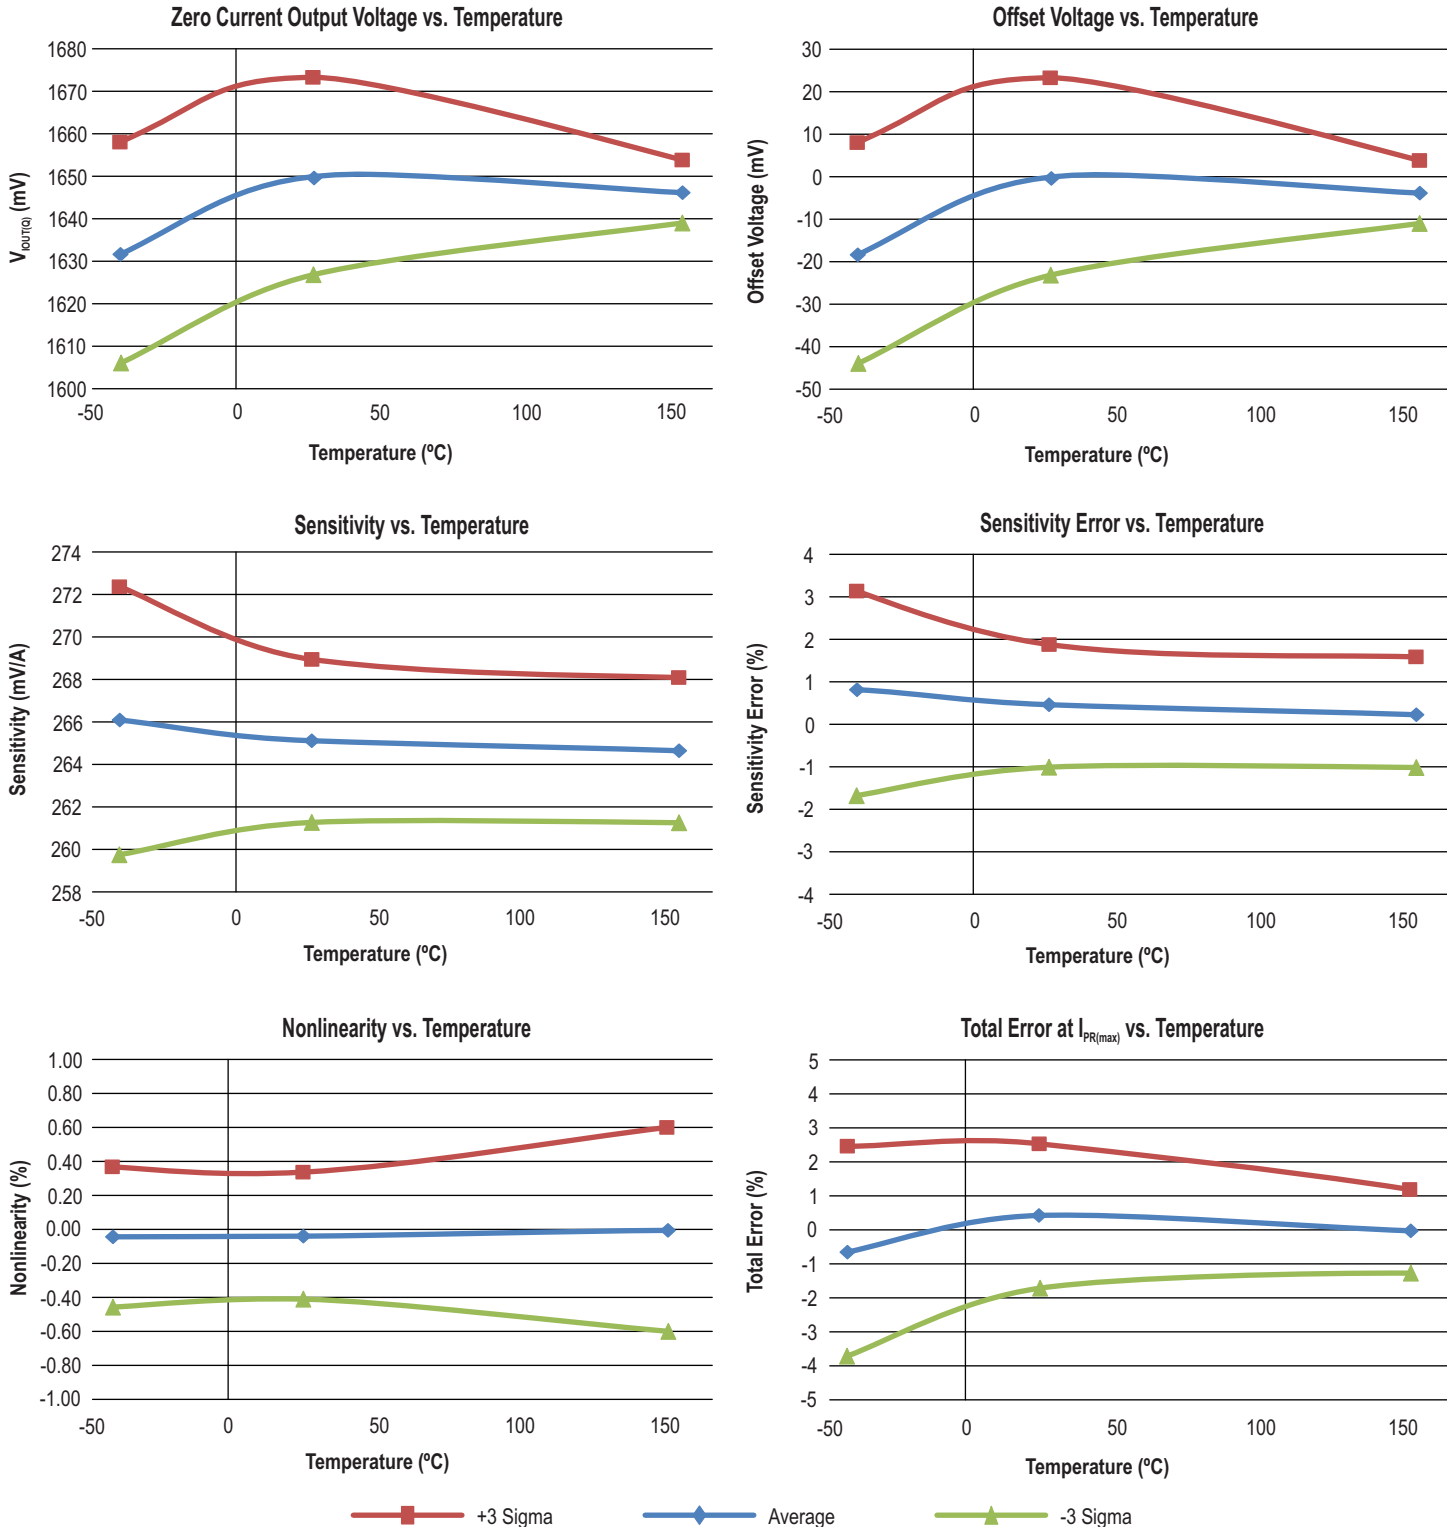 Zero Current Output Voltage vs. Temperature
1680
1670
1660
1650
1640
1630
1620
1610
1600
-50 0 50 100 150
VIOUT(Q) (mV)
Temperature (ºC)
Offset Voltage vs. Temperature
30
20
10
0
-10
-20
-30
-40
-50
-50 0 50 100 150
Offset Voltage (mV)
Temperature (ºC)
Sensitivity vs. Temperature
274
272
270
268
266
264
262
260
258
-50 0 50 100 150
Sensitivity (mV/A)
Temperature (ºC)
Sensitivity Error vs. Temperature
4
3
2
1
0
-1
-2
-3
-4
-50 0 50 100 150
Sensitivity Error (%)
Temperature (ºC)
Nonlinearity vs. Temperature
1.00
0.80
0.60
0.40
0.20
0.00
-0.20
-0.40
-0.60
-0.80
-1.00
-50 0 50 100 150
Nonlinearity (%)
Temperature (ºC)
Total Error at IPR(max) vs. Temperature
5
4
3
2
1
0
-1
-2
-3
-4
-5
-50 0 50 100 150
Total Error (%)
Temperature (ºC)
+3 Sigma Average -3 Sigma